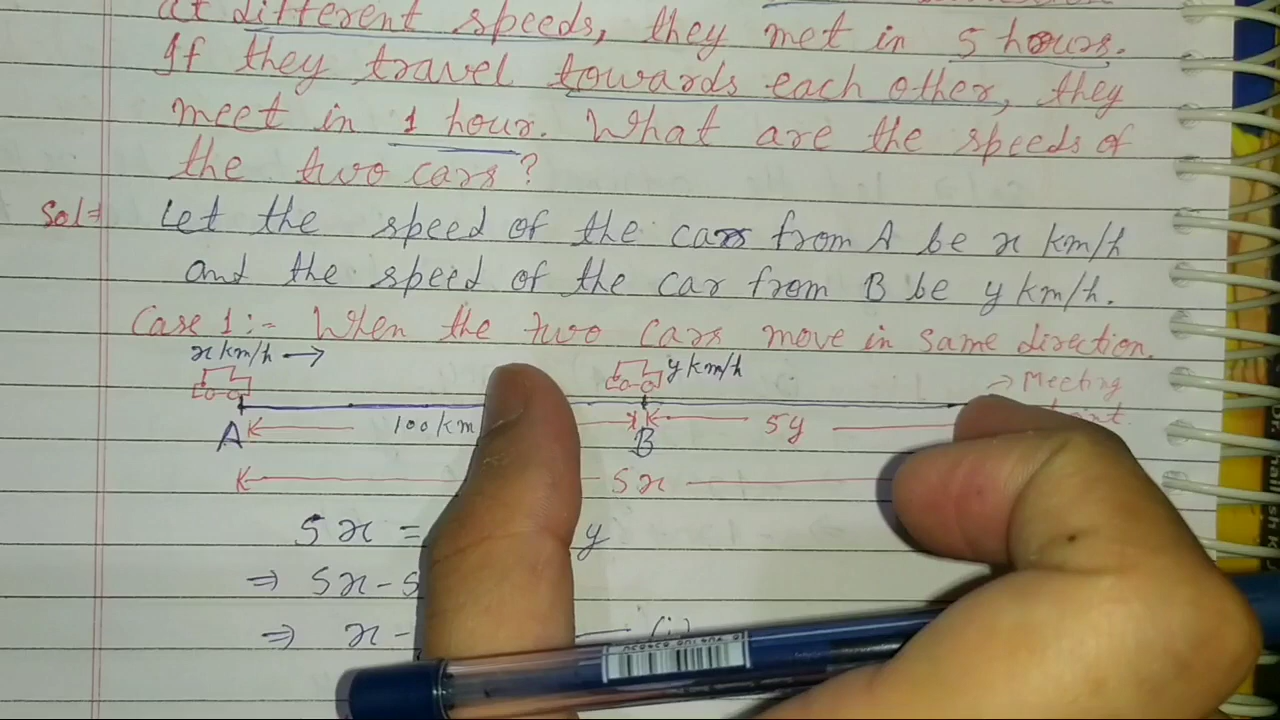 at different speeds, they met in 5 hours.
If they travel towards each other, they
meet in 1 hour. What are the speeds of
the two cars?
Sol⇒ Let the speed of the cars from A be x km/h
and the speed of the car from B be y km/h.
Case 1:- When the two cars move in same direction.
x km/h → y km/h
→ Meeting
100 km 5y
A B
5x
5x = y
⇒ 5x - 5
⇒ x - (i)